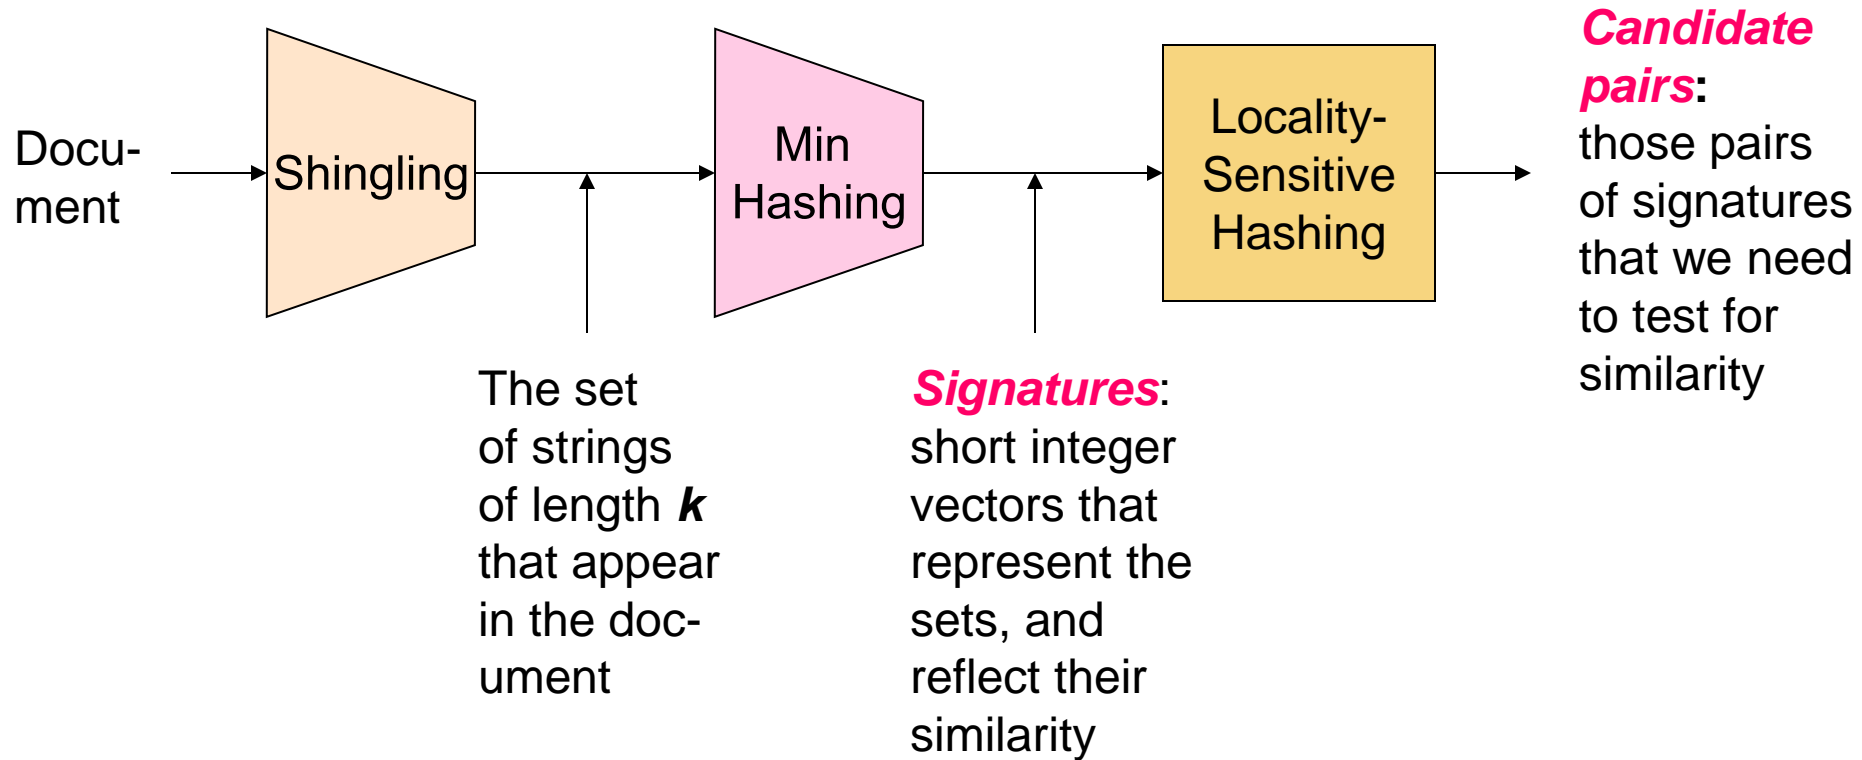 Docu-
ment
Shingling
The set
of strings
of length k
that appear
in the doc-
ument
Min
Hashing
Signatures:
short integer
vectors that
represent the
sets, and
reflect their
similarity
Locality-
Sensitive
Hashing
Candidate
pairs:
those pairs
of signatures
that we need
to test for
similarity